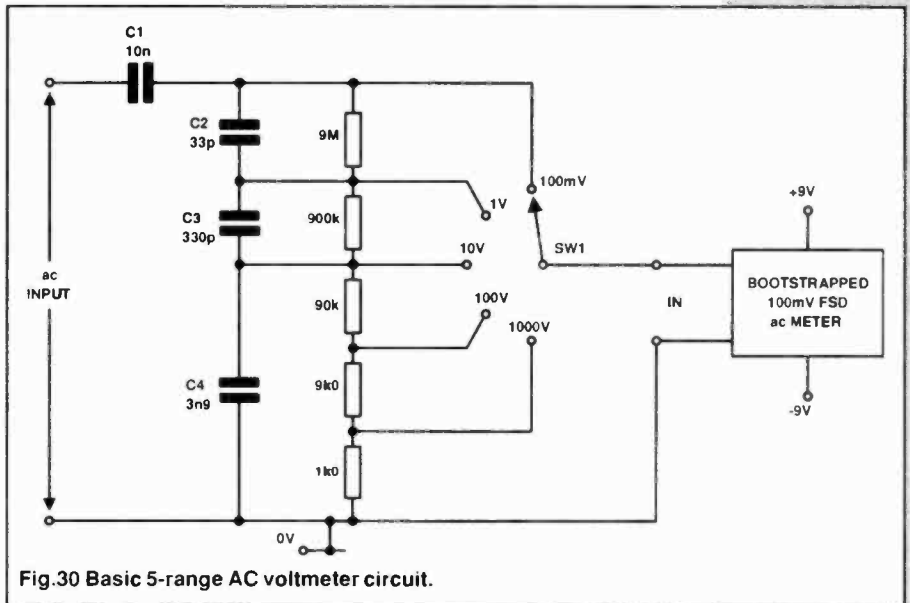 C1
10n
C2
33p
9M
100mV
1V
+9V
C3
330p
900k
10V
SW1
ac
INPUT
90k
100V
1000V
IN
BOOTSTRAPPED
100mV FSD
ac METER
C4
3n9
9k0
-9V
1k0
0V
Fig.30 Basic 5-range AC voltmeter circuit.